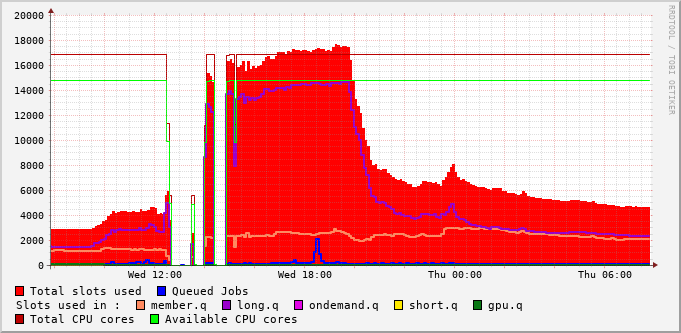 20000
18000
16000
14000
12000
10000
8000
6000
4000
2000
0
Wed 12:00 Wed 18:00 Thu 00:00 Thu 06:00
RRDTOOL / TOBI OETIKER
Total slots used Queued Jobs
Slots used in : member.q long.q ondemand.q short.q gpu.q
Total CPU cores Available CPU cores